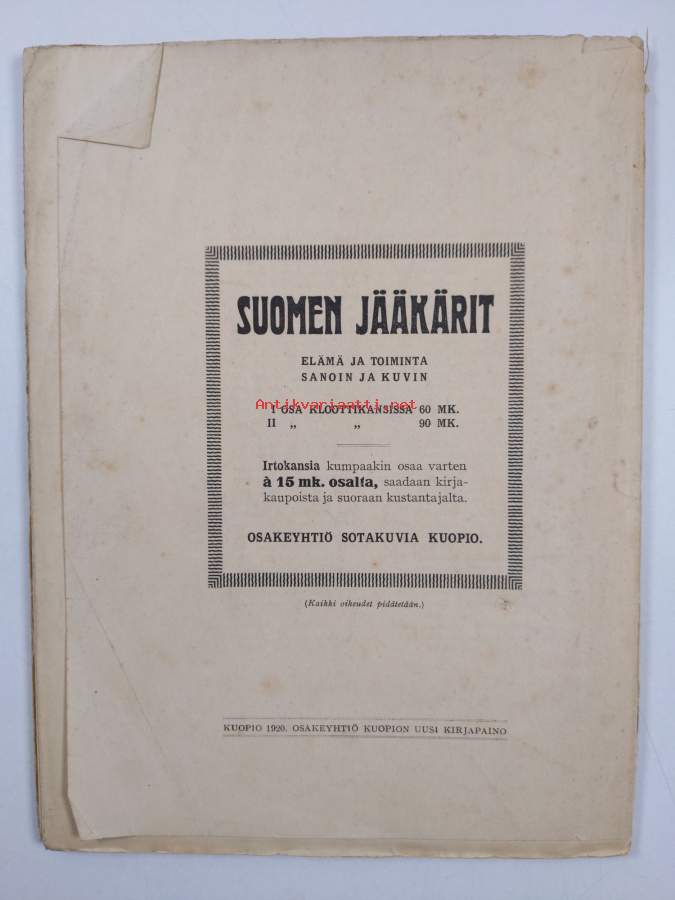 SUOMEN JÄÄKÄRIT
ELÄMÄ JA TOIMINTA
SANOIN JA KUVIN
Antikvariaatti.net
I OSA KLOOTTIKANSISSA 60 MK.
II „ „ 90 MK.
Irtokansia kumpaakin osaa varten
à 15 mk. osalta, saadaan kirja-
kaupoista ja suoraan kustantajalta.
OSAKEYHTIÖ SOTAKUVIA KUOPIO.
(Kaikki oikeudet pidätetään.)
KUOPIO 1920. OSAKEYHTIÖ KUOPION UUSI KIRJAPAINO